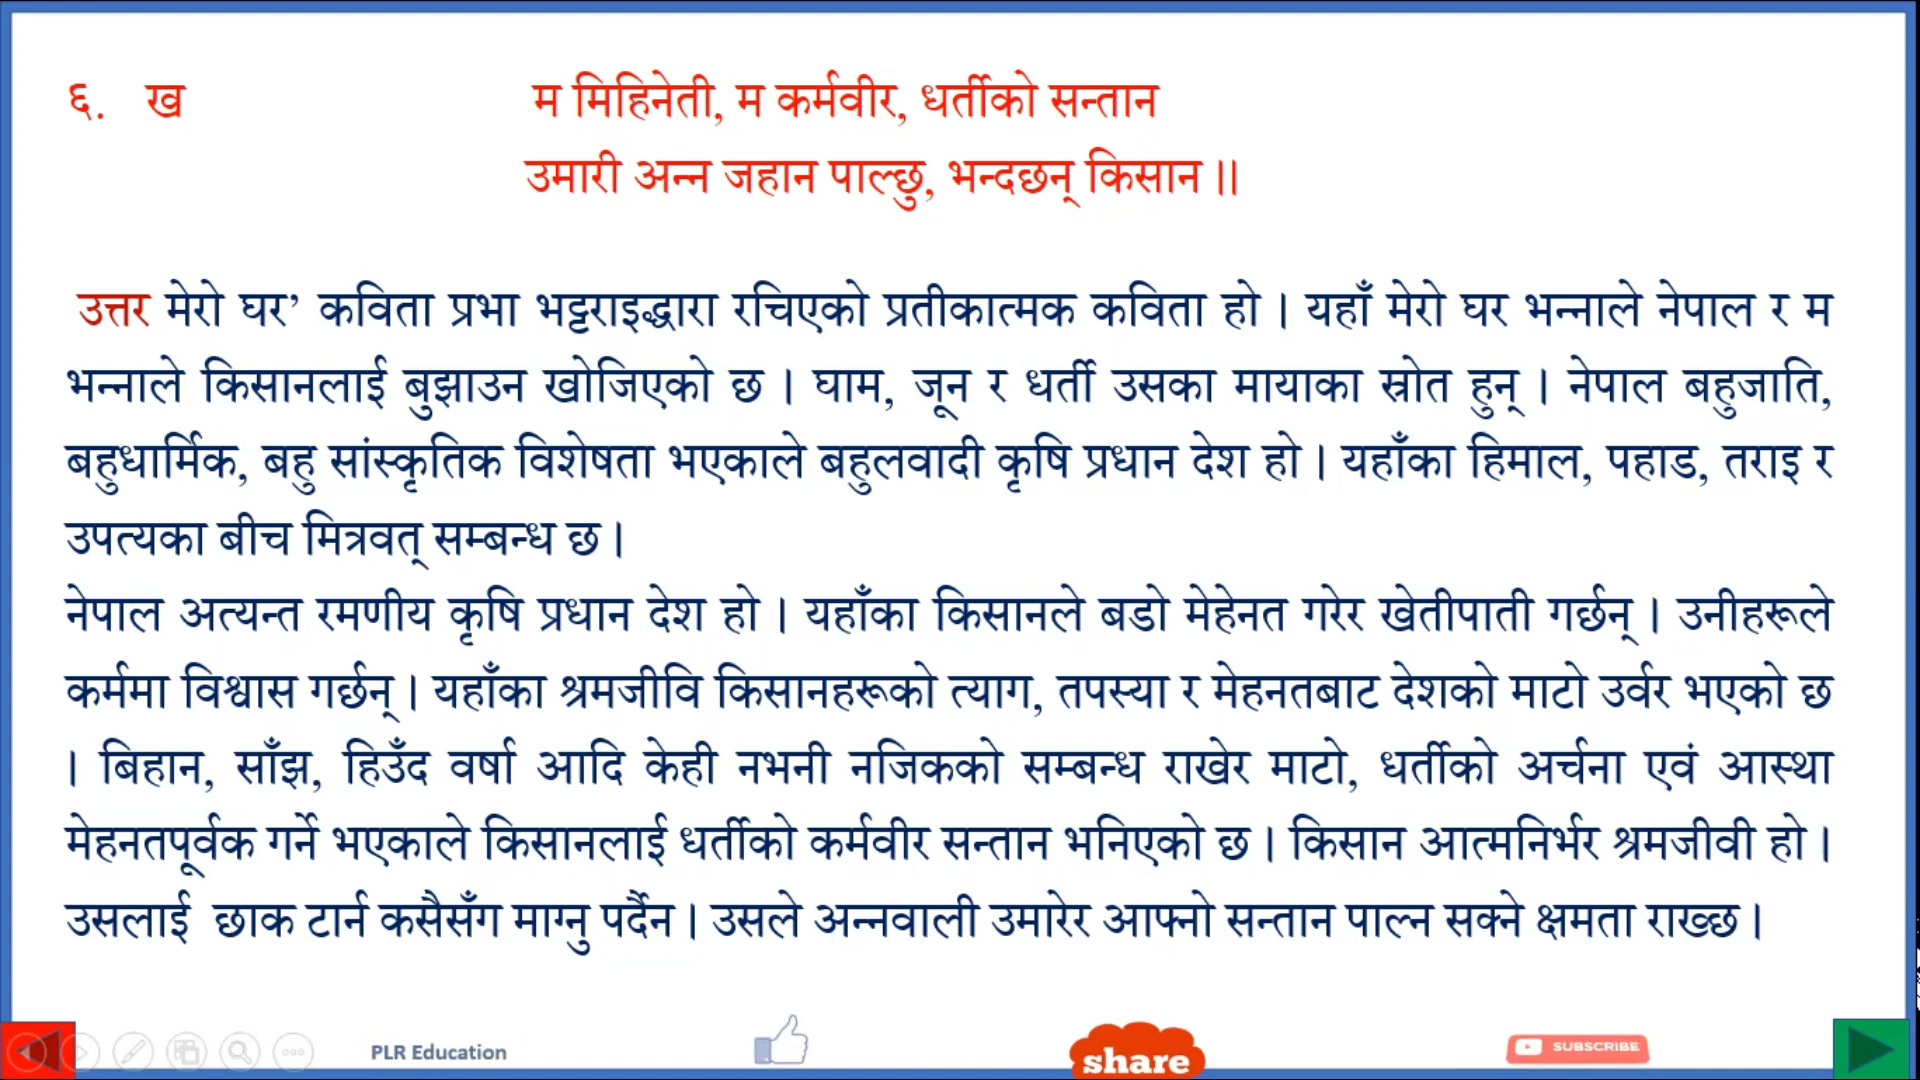 ६. ख म मिहिनेती, म कर्मवीर, धर्तीको सन्तान
उमारी अन्न जहान पाल्छु, भन्दछन् किसान ॥
उत्तर मेरो घर’ कविता प्रभा भट्टराइद्धारा रचिएको प्रतीकात्मक कविता हो । यहाँ मेरो घर भन्नाले नेपाल र म
भन्नाले किसानलाई बुझाउन खोजिएको छ । घाम, जून र धर्ती उसका मायाका स्रोत हुन् । नेपाल बहुजाति,
बहुधार्मिक, बहु सांस्कृतिक विशेषता भएकाले बहुलवादी कृषि प्रधान देश हो । यहाँका हिमाल, पहाड, तराइ र
उपत्यका बीच मित्रवत् सम्बन्ध छ ।
नेपाल अत्यन्त रमणीय कृषि प्रधान देश हो । यहाँका किसानले बडो मेहेनत गरेर खेतीपाती गर्छन् । उनीहरूले
कर्ममा विश्वास गर्छन् । यहाँका श्रमजीवि किसानहरूको त्याग, तपस्या र मेहनतबाट देशको माटो उर्वर भएको छ
। बिहान, साँझ, हिउँद वर्षा आदि केही नभनी नजिकको सम्बन्ध राखेर माटो, धर्तीको अर्चना एवं आस्था
मेहनतपूर्वक गर्ने भएकाले किसानलाई धर्तीको कर्मवीर सन्तान भनिएको छ । किसान आत्मनिर्भर श्रमजीवी हो ।
उसलाई छाक टार्न कसैसँग माग्नु पर्दैन । उसले अन्नवाली उमारेर आफ्नो सन्तान पाल्न सक्ने क्षमता राख्छ ।
PLR Education
share
SUBSCRIBE